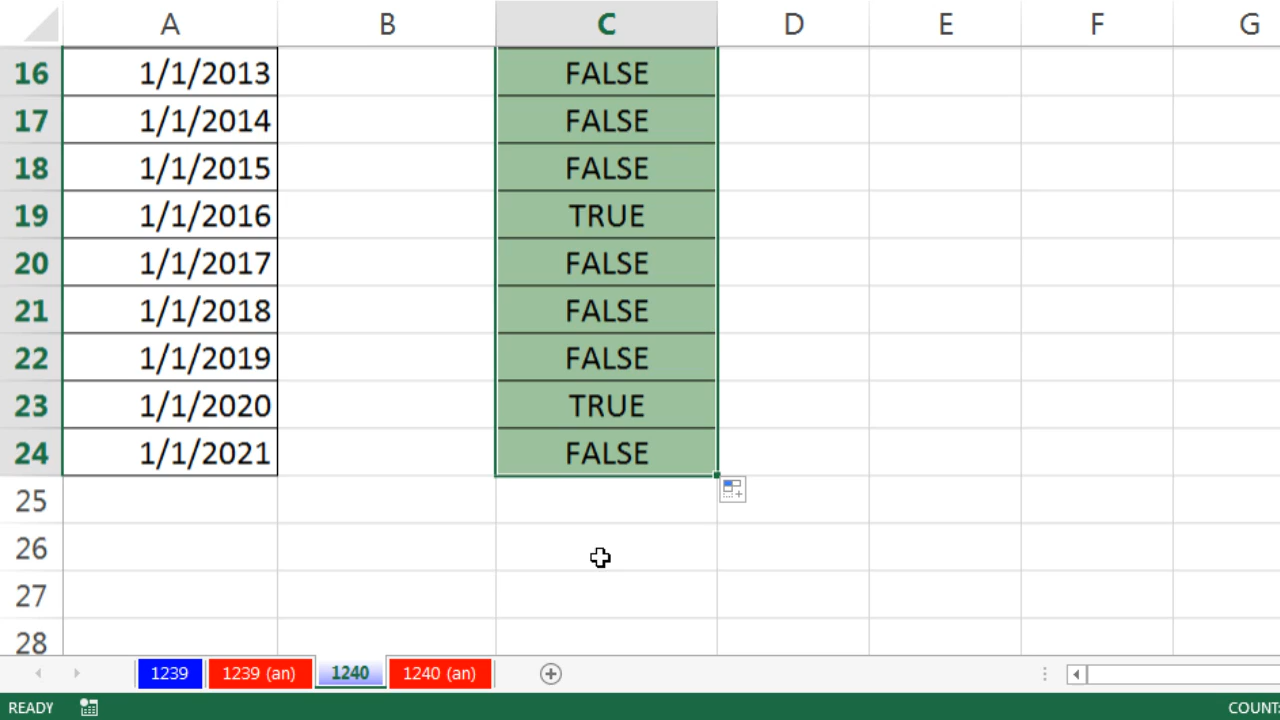 A B C D E F G
16 1/1/2013 FALSE
17 1/1/2014 FALSE
18 1/1/2015 FALSE
19 1/1/2016 TRUE
20 1/1/2017 FALSE
21 1/1/2018 FALSE
22 1/1/2019 FALSE
23 1/1/2020 TRUE
24 1/1/2021 FALSE
25
26
27
28
1239 1239 (an) 1240 1240 (an)
READY COUNT: